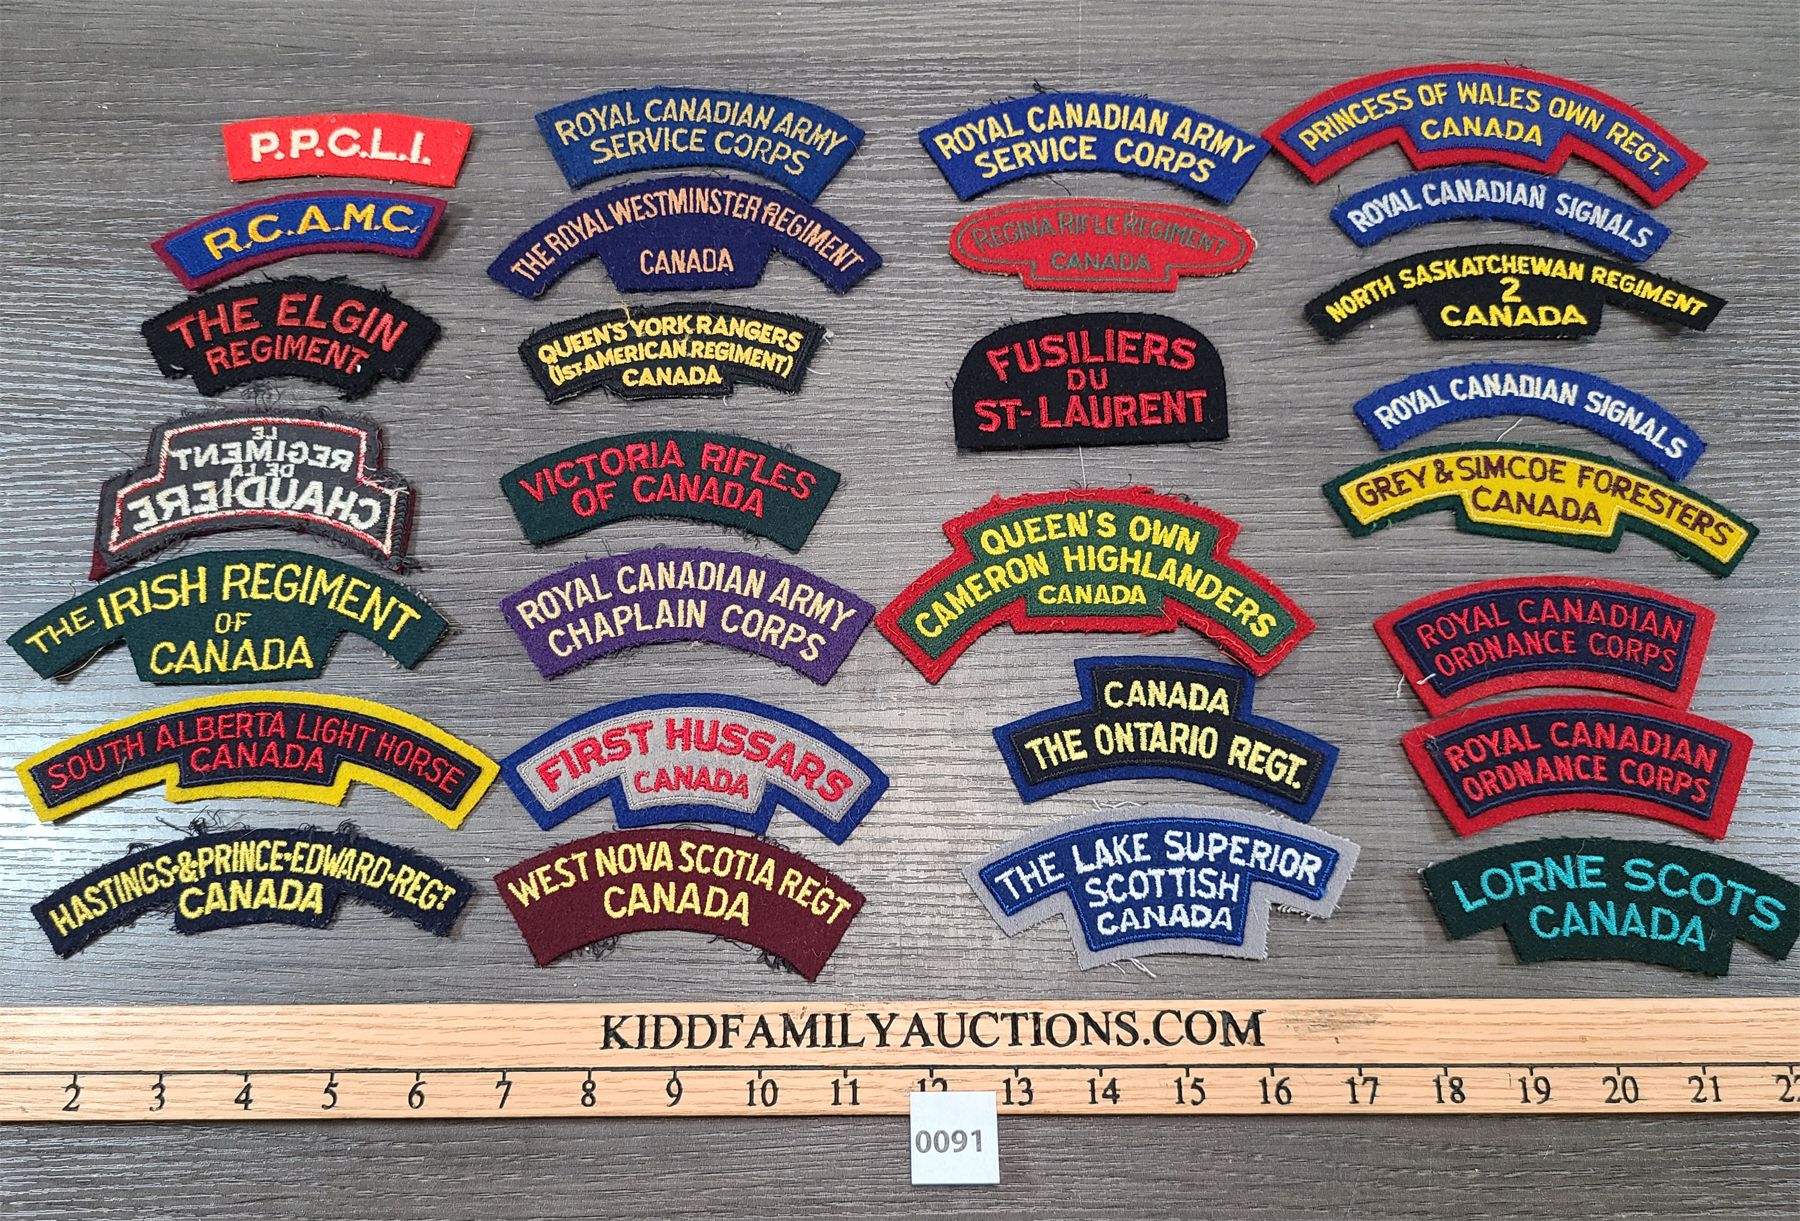 P.P.C.L.I.
R.C.A.M.C.
THE ELGIN
REGIMENT
LE
REGIMENT
DE LA
CHAUDIERE
THE IRISH REGIMENT
OF
CANADA
SOUTH ALBERTA LIGHT HORSE
CANADA
HASTINGS & PRINCE-EDWARD-REGT
CANADA
ROYAL CANADIAN ARMY
SERVICE CORPS
THE ROYAL WESTMINSTER REGIMENT
CANADA
QUEEN'S YORK RANGERS
(1ST AMERICAN REGIMENT)
CANADA
VICTORIA RIFLES
OF CANADA
ROYAL CANADIAN ARMY
CHAPLAIN CORPS
FIRST HUSSARS
CANADA
WEST NOVA SCOTIA REGT
CANADA
ROYAL CANADIAN ARMY
SERVICE CORPS
REGINA RIFLE REGIMENT
CANADA
FUSILIERS
DU
ST-LAURENT
QUEEN'S OWN
CAMERON HIGHLANDERS
CANADA
CANADA
THE ONTARIO REGT.
THE LAKE SUPERIOR
SCOTTISH
CANADA
PRINCESS OF WALES OWN REGT.
CANADA
ROYAL CANADIAN SIGNALS
NORTH SASKATCHEWAN REGIMENT
2
CANADA
ROYAL CANADIAN SIGNALS
GREY & SIMCOE FORESTERS
CANADA
ROYAL CANADIAN
ORDNANCE CORPS
ROYAL CANADIAN
ORDNANCE CORPS
LORNE SCOTS
CANADA
KIDDFAMILYAUCTIONS.COM
2 3 4 5 6 7 8 9 10 11 12 13 14 15 16 17 18 19 20 21 22
0091